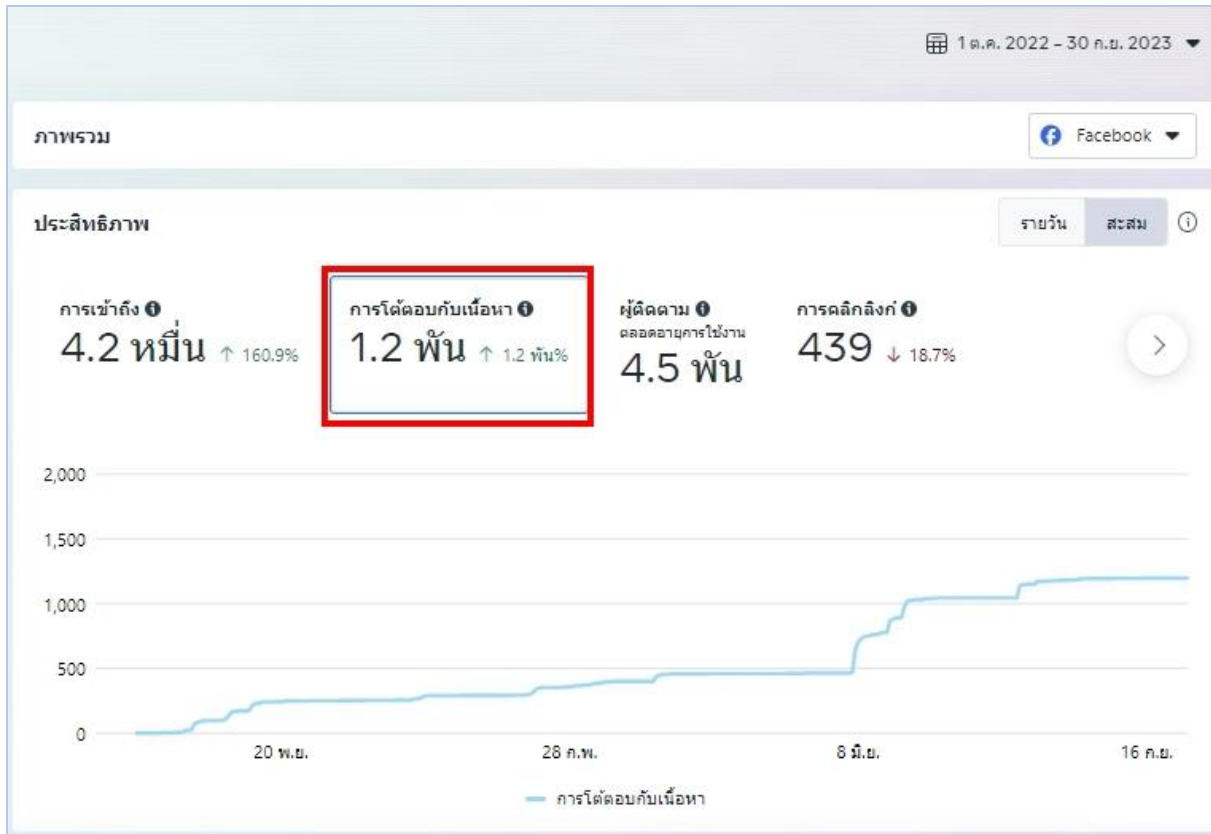 1 ต.ค. 2022 – 30 ก.ย. 2023
ภาพรวม
Facebook
ประสิทธิภาพ
รายวัน สะสม
การเข้าถึง
4.2 หมื่น ↑ 160.9%
การโต้ตอบกับเนื้อหา
1.2 พัน ↑ 1.2 พัน%
ผู้ติดตาม
ตลอดอายุการใช้งาน
4.5 พัน
การคลิกลิงก์
439 ↓ 18.7%
2,000
1,500
1,000
500
0
20 พ.ย. 28 ก.พ. 8 มิ.ย. 16 ก.ย.
การโต้ตอบกับเนื้อหา